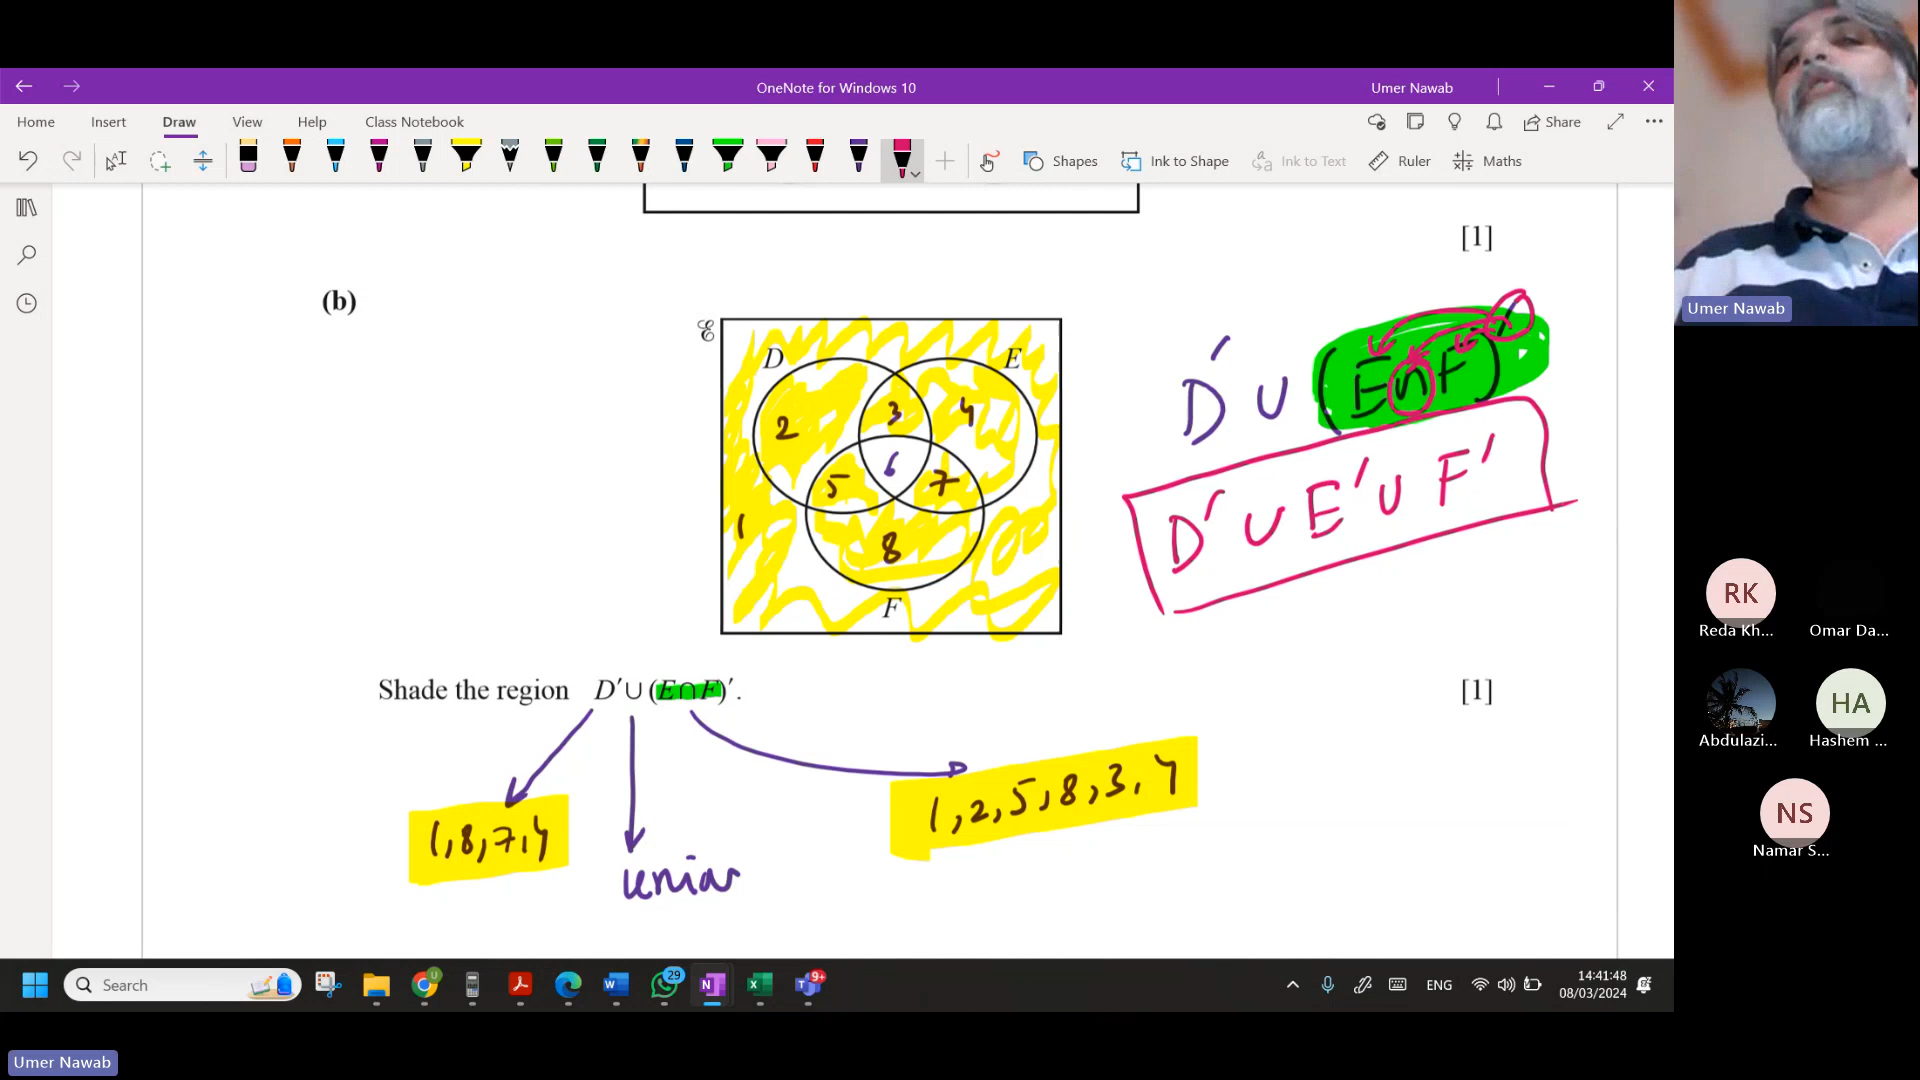 OneNote for Windows 10
Umer Nawab
Home Insert Draw View Help Class Notebook
Share
Shapes Ink to Shape Ink to Text Ruler Maths
[1]
(b)
ℰ
D E
2 3 4
5 6 7
1
8
F
D′ ∪ (E∩F)′
D′ ∪ E′ ∪ F′
Shade the region D′∪(E∩F)′.
[1]
1,8,7,4
union
1,2,5,8,3,4
Umer Nawab
RK
Reda Kh...
Omar Da...
Abdulazi...
HA
Hashem ...
NS
Namar S...
Search
U
29
9+
ENG
14:41:48
08/03/2024
Umer Nawab